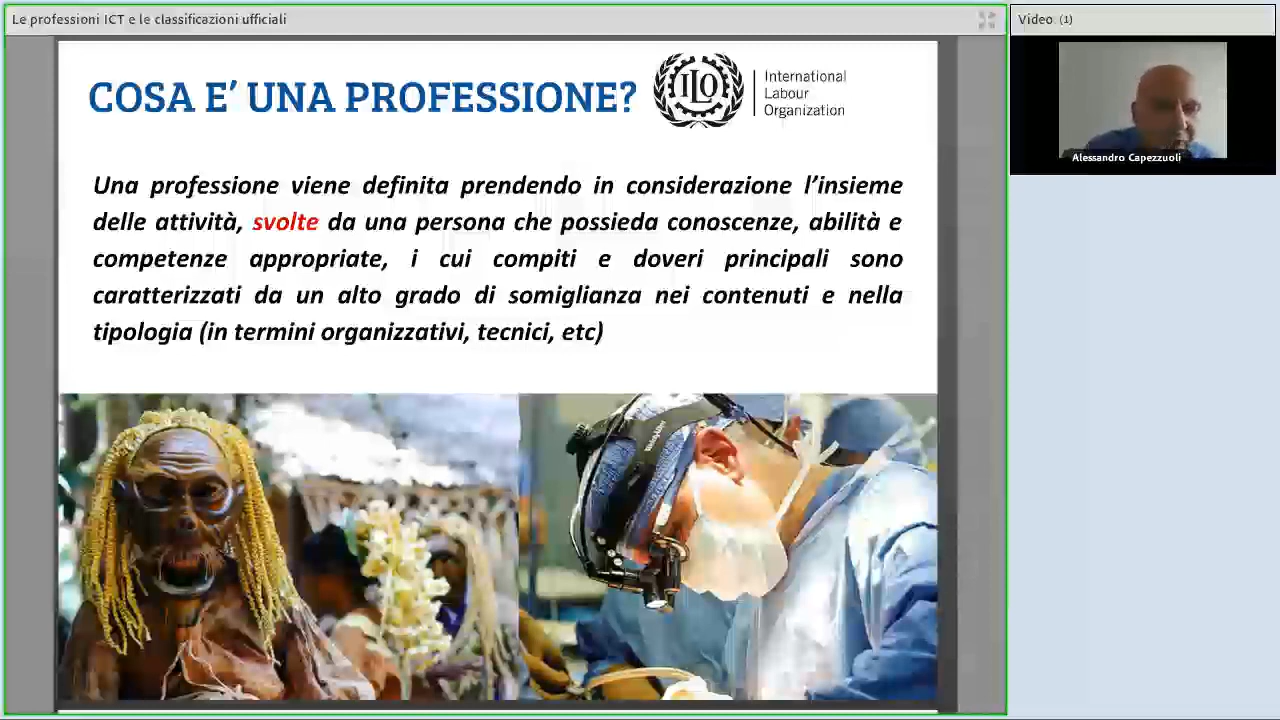 Le professioni ICT e le classificazioni ufficiali
Video (1)
COSA E’ UNA PROFESSIONE?
ILO
International
Labour
Organization
Alessandro Capezzuoli
Una professione viene definita prendendo in considerazione l’insieme
delle attività, svolte da una persona che possieda conoscenze, abilità e
competenze appropriate, i cui compiti e doveri principali sono
caratterizzati da un alto grado di somiglianza nei contenuti e nella
tipologia (in termini organizzativi, tecnici, etc)